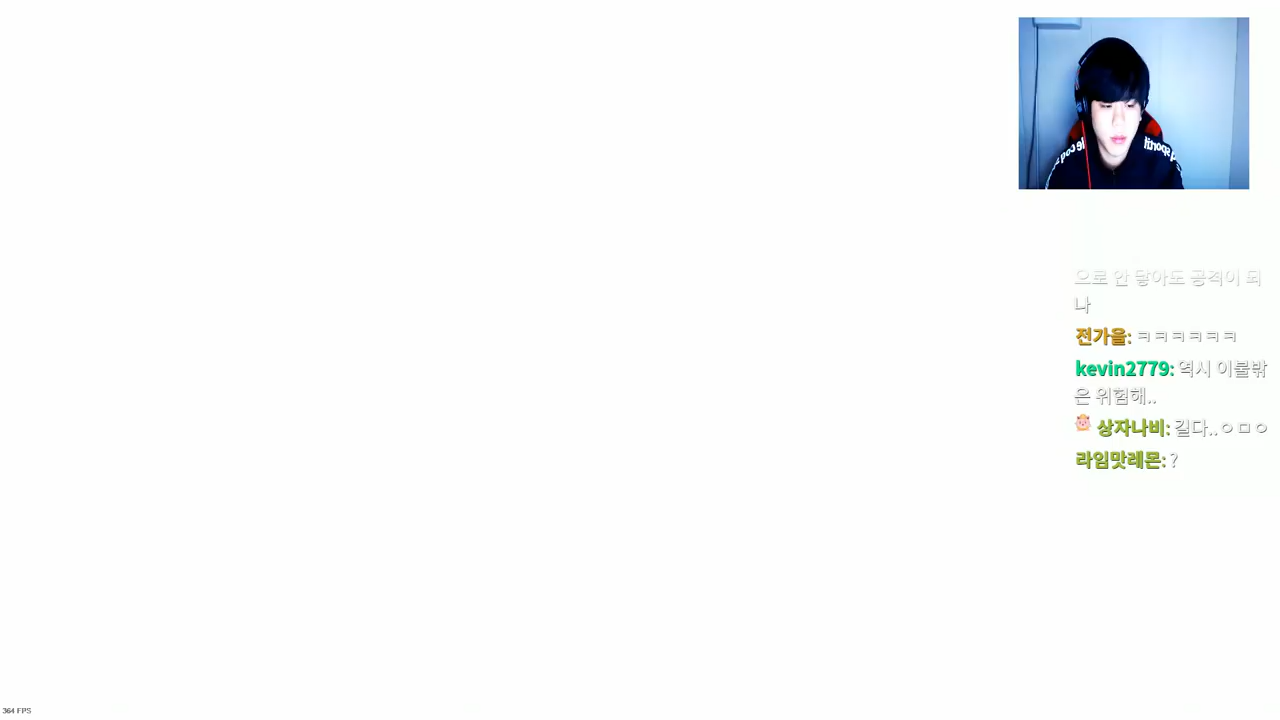 으로 안 닿아도 공격이 되
나
전가을: ㅋㅋㅋㅋㅋㅋ
kevin2779: 역시 이불밖
은 위험해..
상자나비: 길다..ㅇㅁㅇ
라임맛레몬: ?
364 FPS